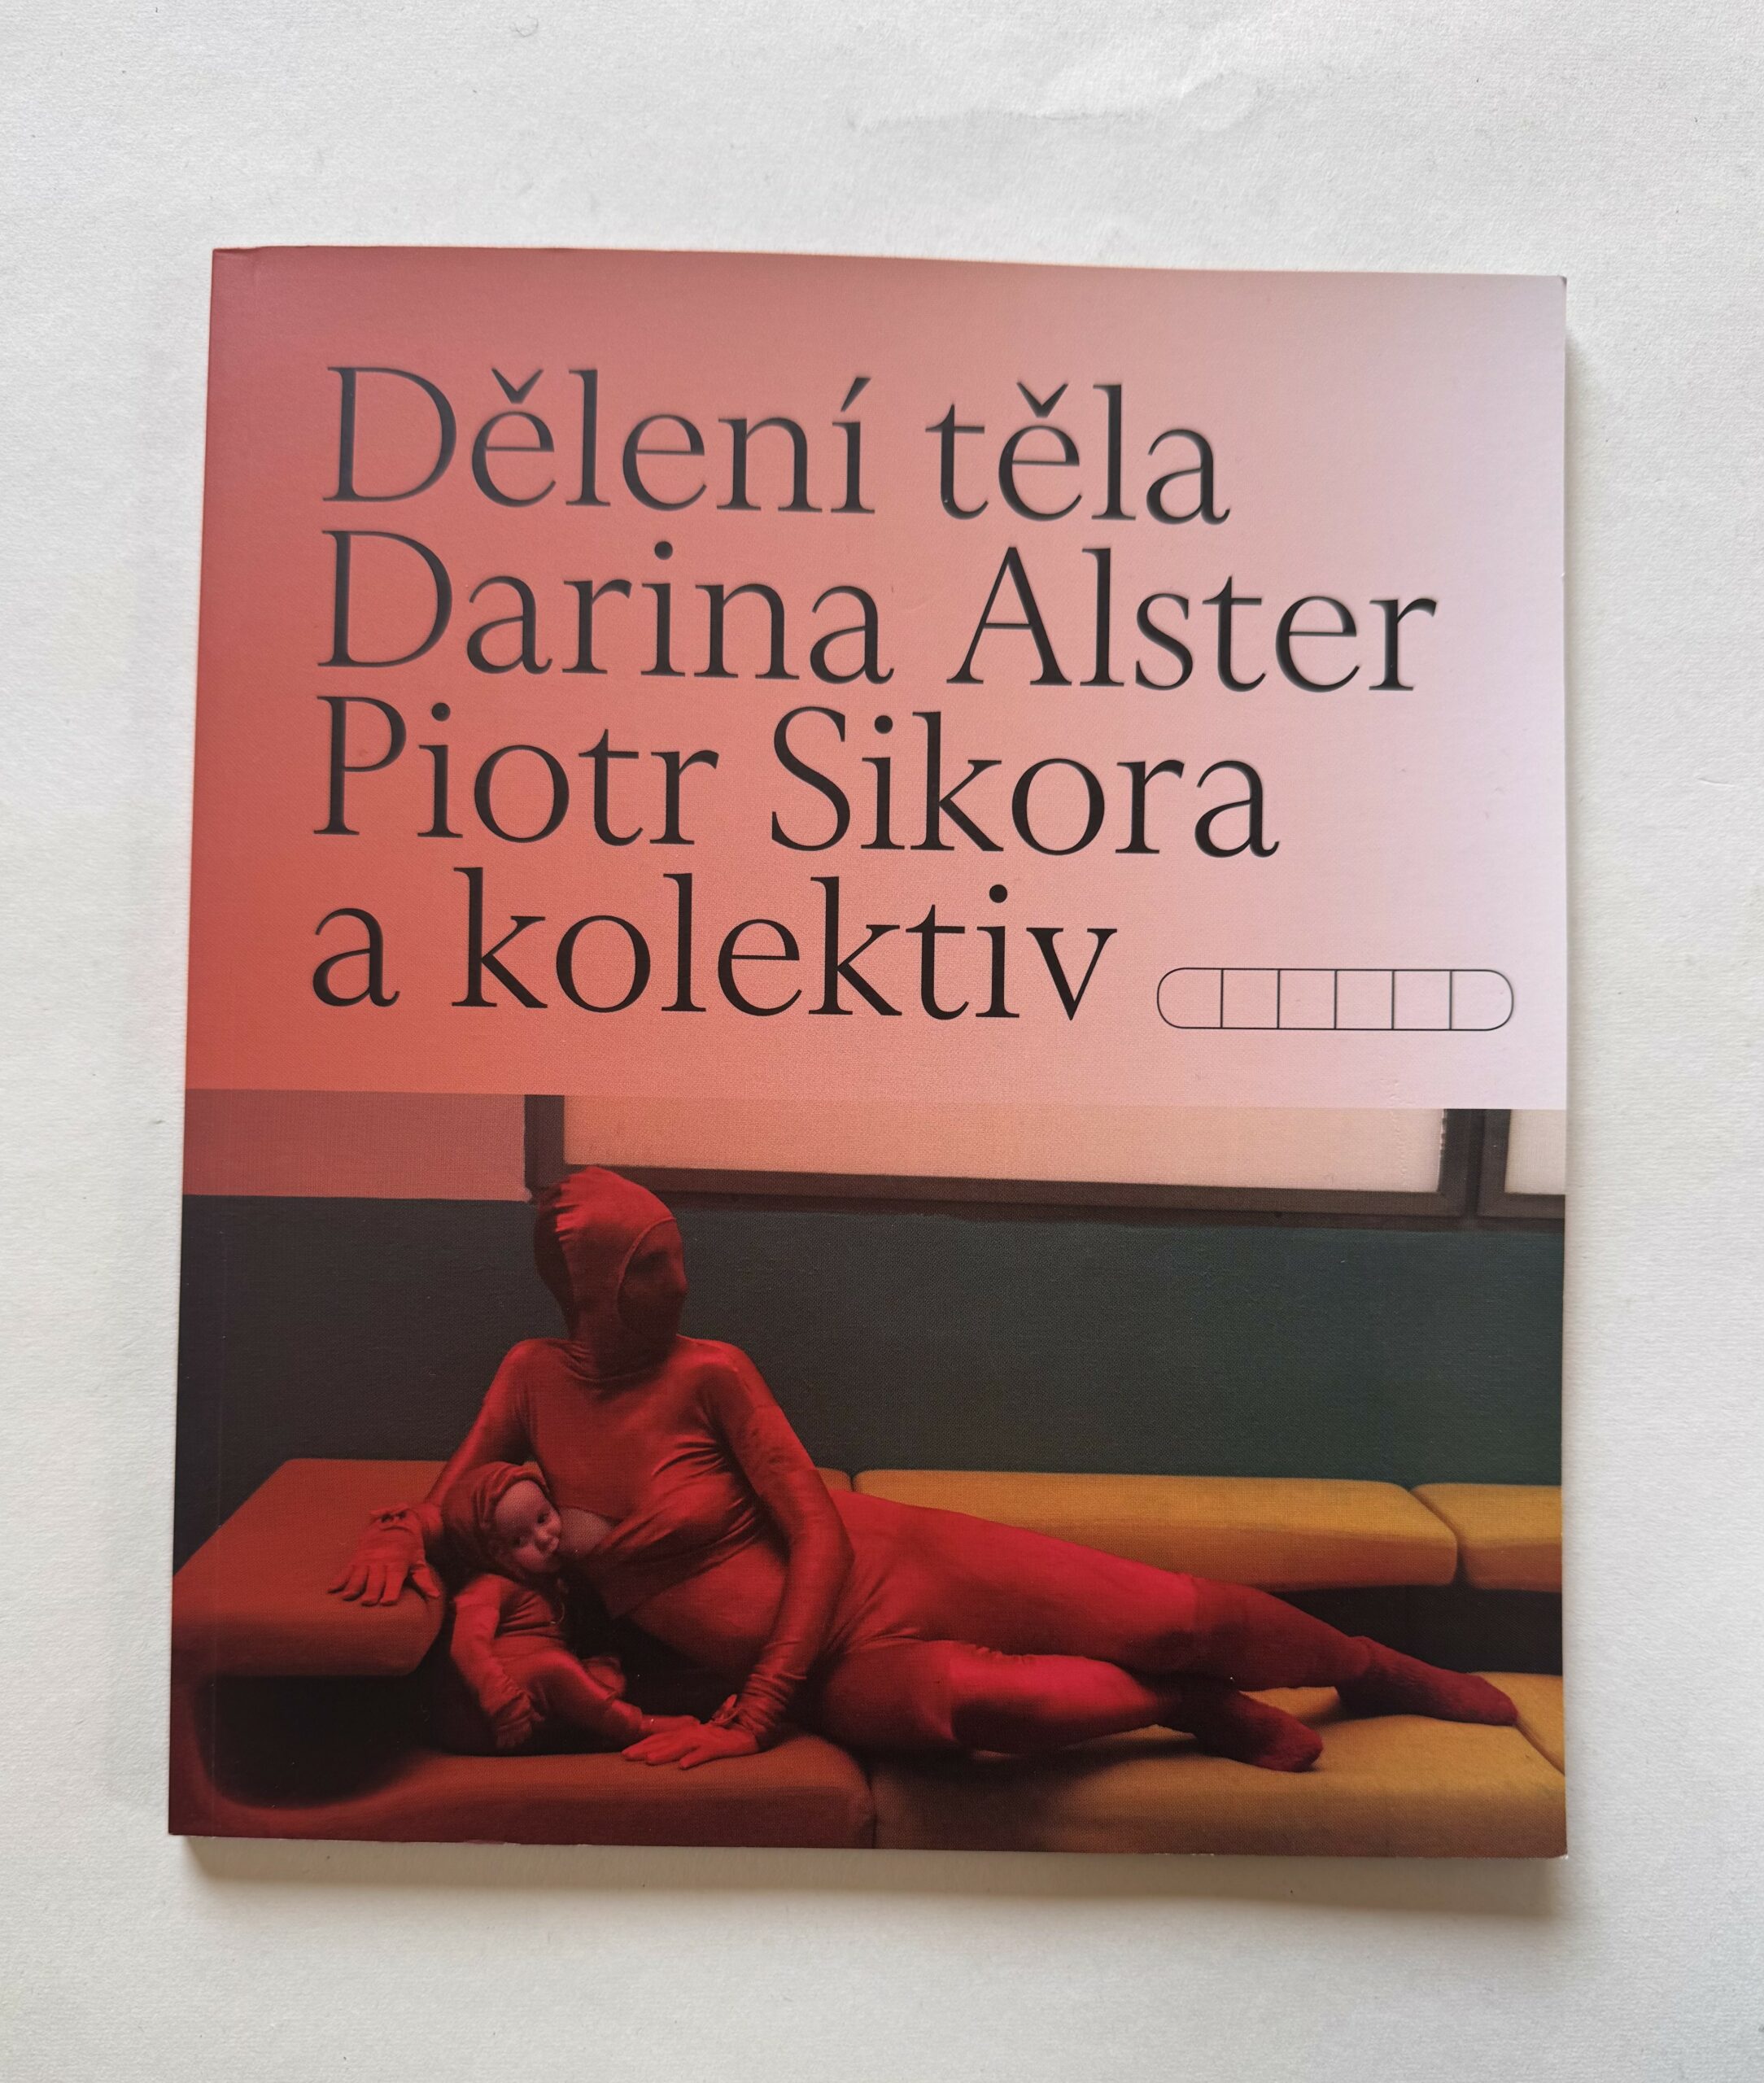 Dělení těla
Darina Alster
Piotr Sikora
a kolektiv